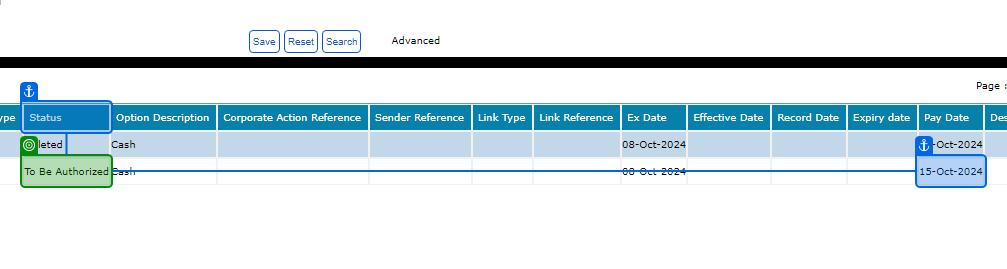 Save Reset Search Advanced
Page :
ype Status Option Description Corporate Action Reference Sender Reference Link Type Link Reference Ex Date Effective Date Record Date Expiry date Pay Date Des
leted Cash 08-Oct-2024 -Oct-2024
To Be Authorized Cash 08-Oct-2024 15-Oct-2024